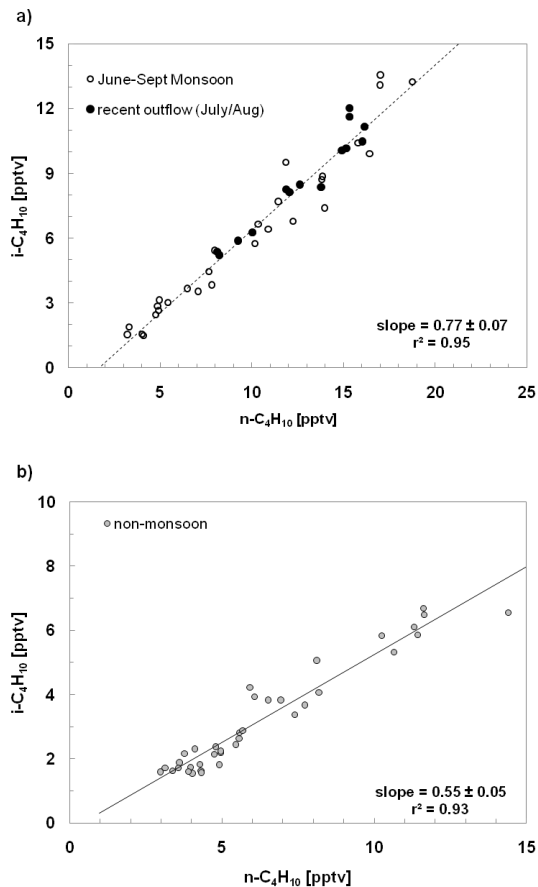 a)
15
12
9
6
3
0
i-C₄H₁₀ [pptv]
June-Sept Monsoon
recent outflow (July/Aug)
slope = 0.77 ± 0.07
r² = 0.95
0 5 10 15 20 25
n-C₄H₁₀ [pptv]
b)
10
8
6
4
2
0
i-C₄H₁₀ [pptv]
non-monsoon
slope = 0.55 ± 0.05
r² = 0.93
0 5 10 15
n-C₄H₁₀ [pptv]